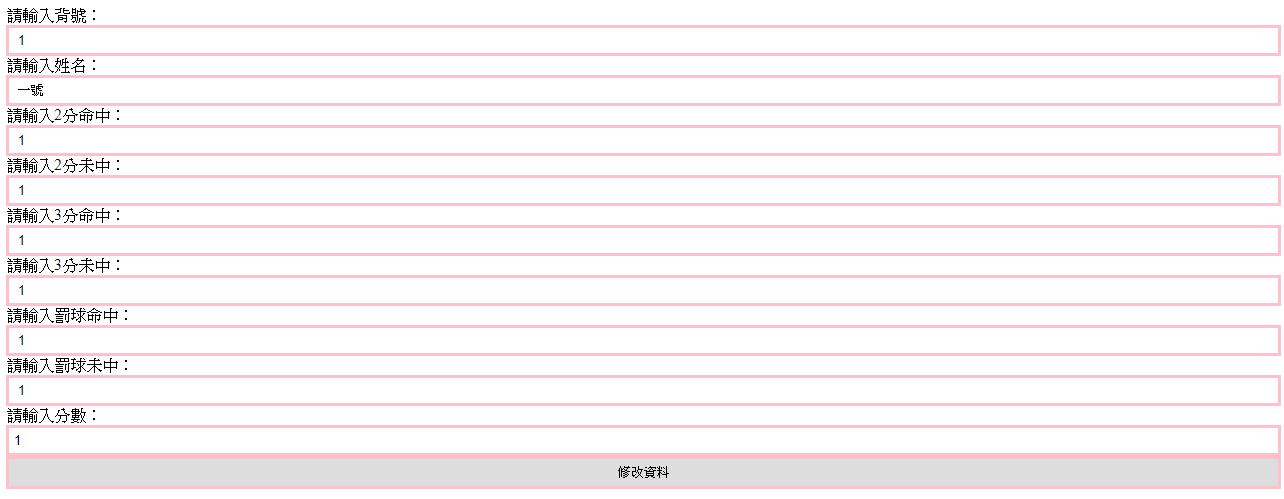 請輸入背號：
1
請輸入姓名：
一號
請輸入2分命中：
1
請輸入2分未中：
1
請輸入3分命中：
1
請輸入3分未中：
1
請輸入罰球命中：
1
請輸入罰球未中：
1
請輸入分數：
1
修改資料